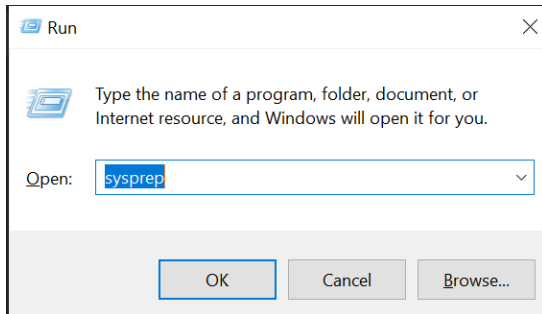 Run
Type the name of a program, folder, document, or
Internet resource, and Windows will open it for you.
Open: sysprep
OK Cancel Browse...